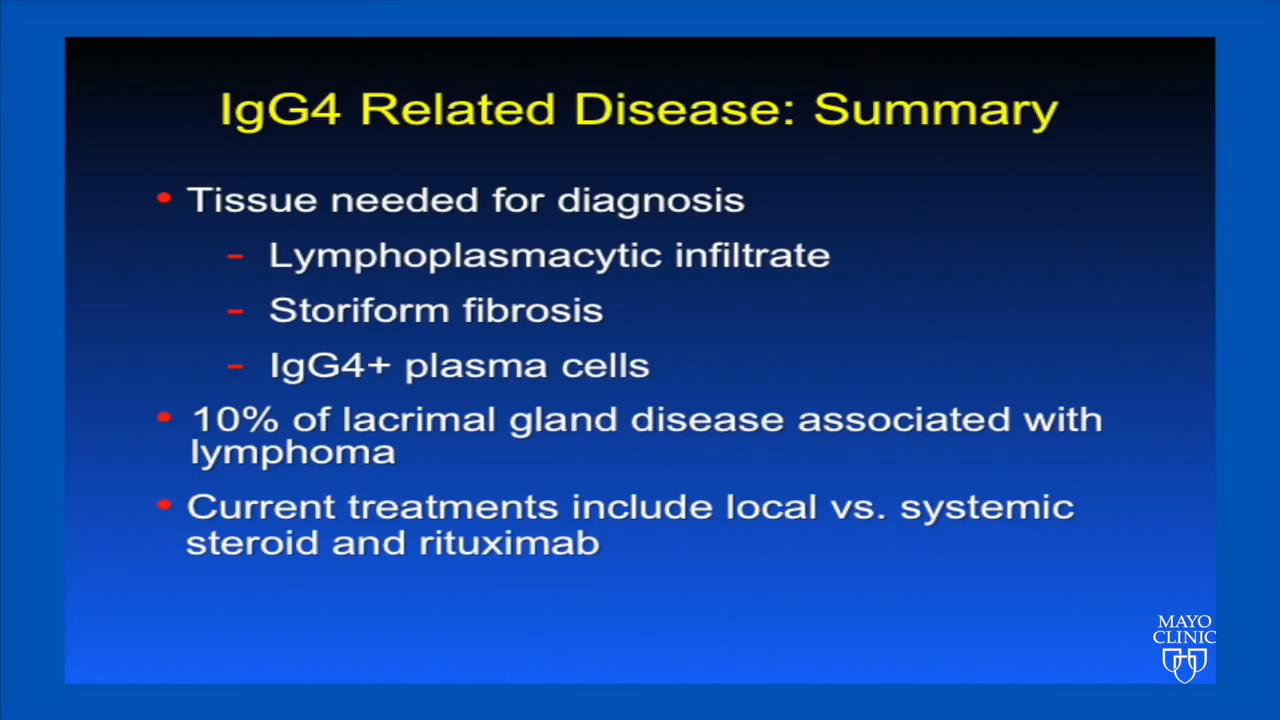 IgG4 Related Disease: Summary
• Tissue needed for diagnosis
– Lymphoplasmacytic infiltrate
– Storiform fibrosis
– IgG4+ plasma cells
• 10% of lacrimal gland disease associated with
lymphoma
• Current treatments include local vs. systemic
steroid and rituximab
MAYO
CLINIC